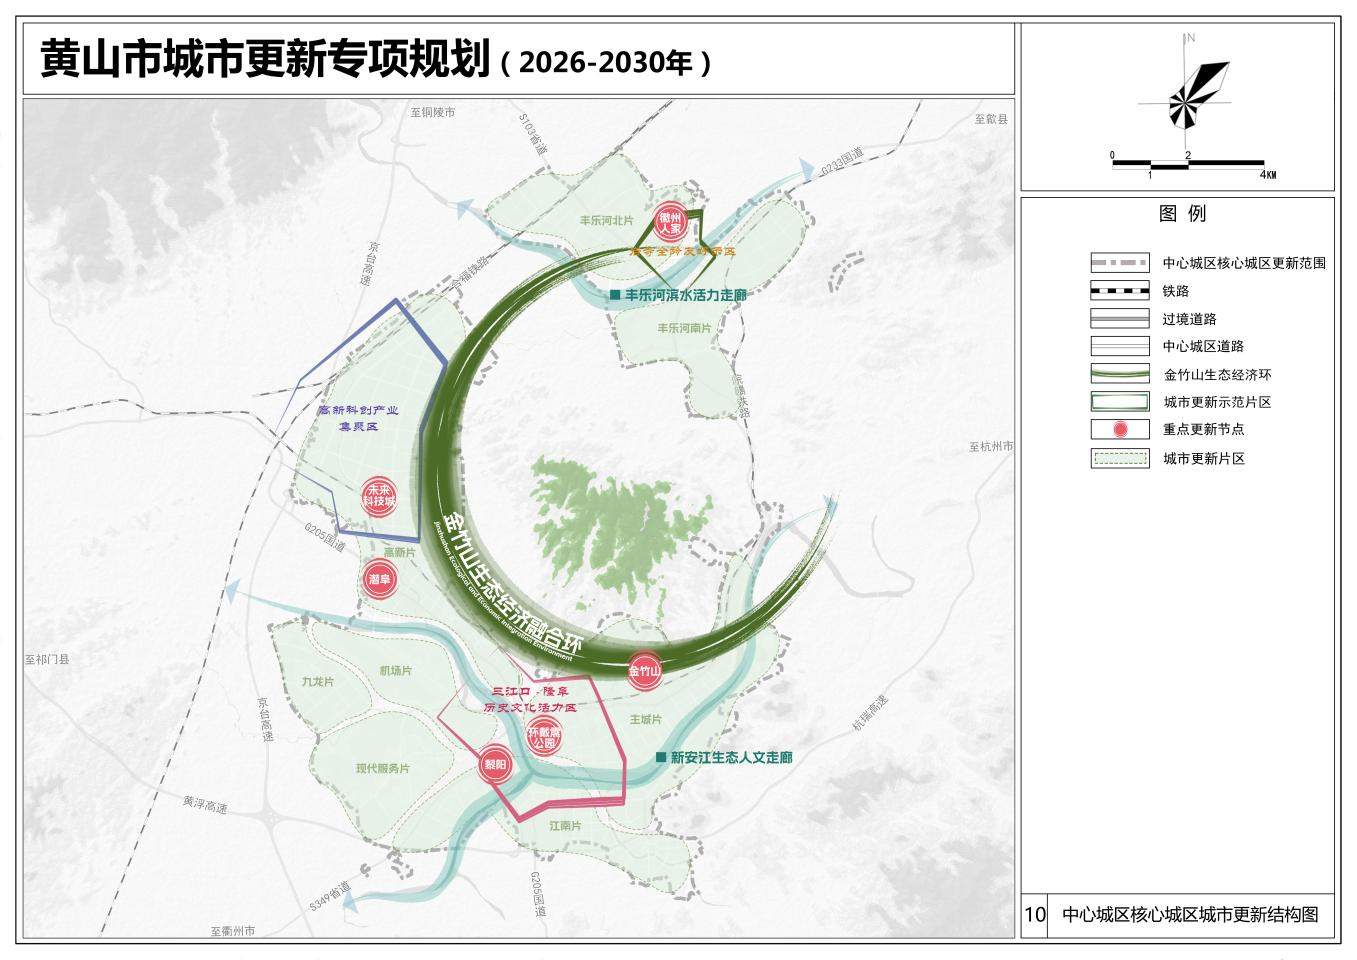 黄山市城市更新专项规划（2026-2030年）
N
0 2
1 4KM
图 例
中心城区核心城区更新范围
铁路
过境道路
中心城区道路
金竹山生态经济环
城市更新示范片区
重点更新节点
城市更新片区
10 中心城区核心城区城市更新结构图
至铜陵市
S103省道
至歙县
G233国道
丰乐河北片
徽州
人家
京台高速
合福铁路
丰乐河滨水活力走廊
丰乐河南片
高新科创产业
集聚区
至杭州市
未来
科技城
G205国道
高新片
潜阜
金竹山生态经济融合环
Jinzhushan Ecological and Economic Integration Environment
至祁门县
九龙片
机场片
金竹山
三江口·隆阜
历史文化活力区
主城片
京台高速
环戴震
公园
杭瑞高速
新安江生态人文走廊
黎阳
现代服务片
黄浮高速
江南片
S349省道
G205国道
至衢州市